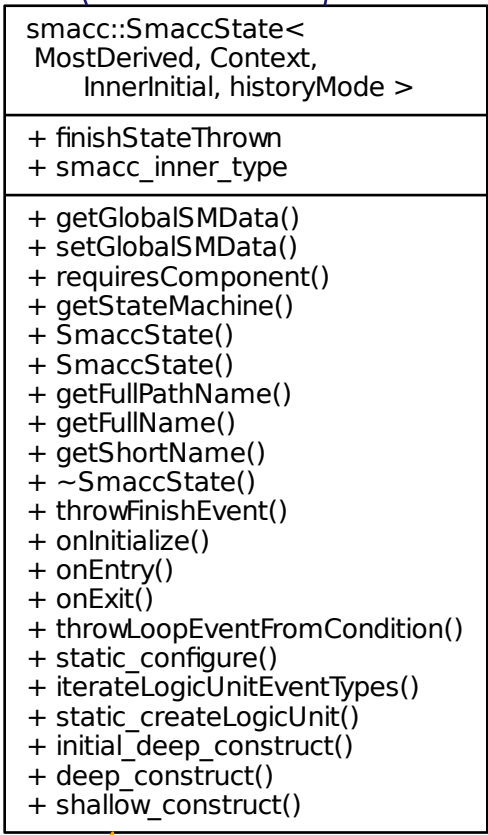 smacc::SmaccState<
MostDerived, Context,
InnerInitial, historyMode >
+ finishStateThrown
+ smacc_inner_type
+ getGlobalSMData()
+ setGlobalSMData()
+ requiresComponent()
+ getStateMachine()
+ SmaccState()
+ SmaccState()
+ getFullPathName()
+ getFullName()
+ getShortName()
+ ~SmaccState()
+ throwFinishEvent()
+ onInitialize()
+ onEntry()
+ onExit()
+ throwLoopEventFromCondition()
+ static_configure()
+ iterateLogicUnitEventTypes()
+ static_createLogicUnit()
+ initial_deep_construct()
+ deep_construct()
+ shallow_construct()